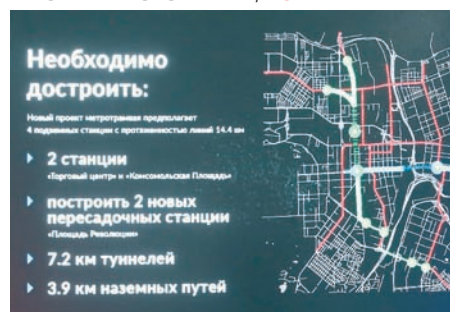 Необходимо
достроить:
Новый проект метротрамвая предполагает
4 подземных станции с протяженностью линий 14.4 км
2 станции
«Торговый центр» и «Комсомольская Площадь»
построить 2 новых
пересадочных станции
«Площадь Революции»
7.2 км туннелей
3.9 км наземных путей